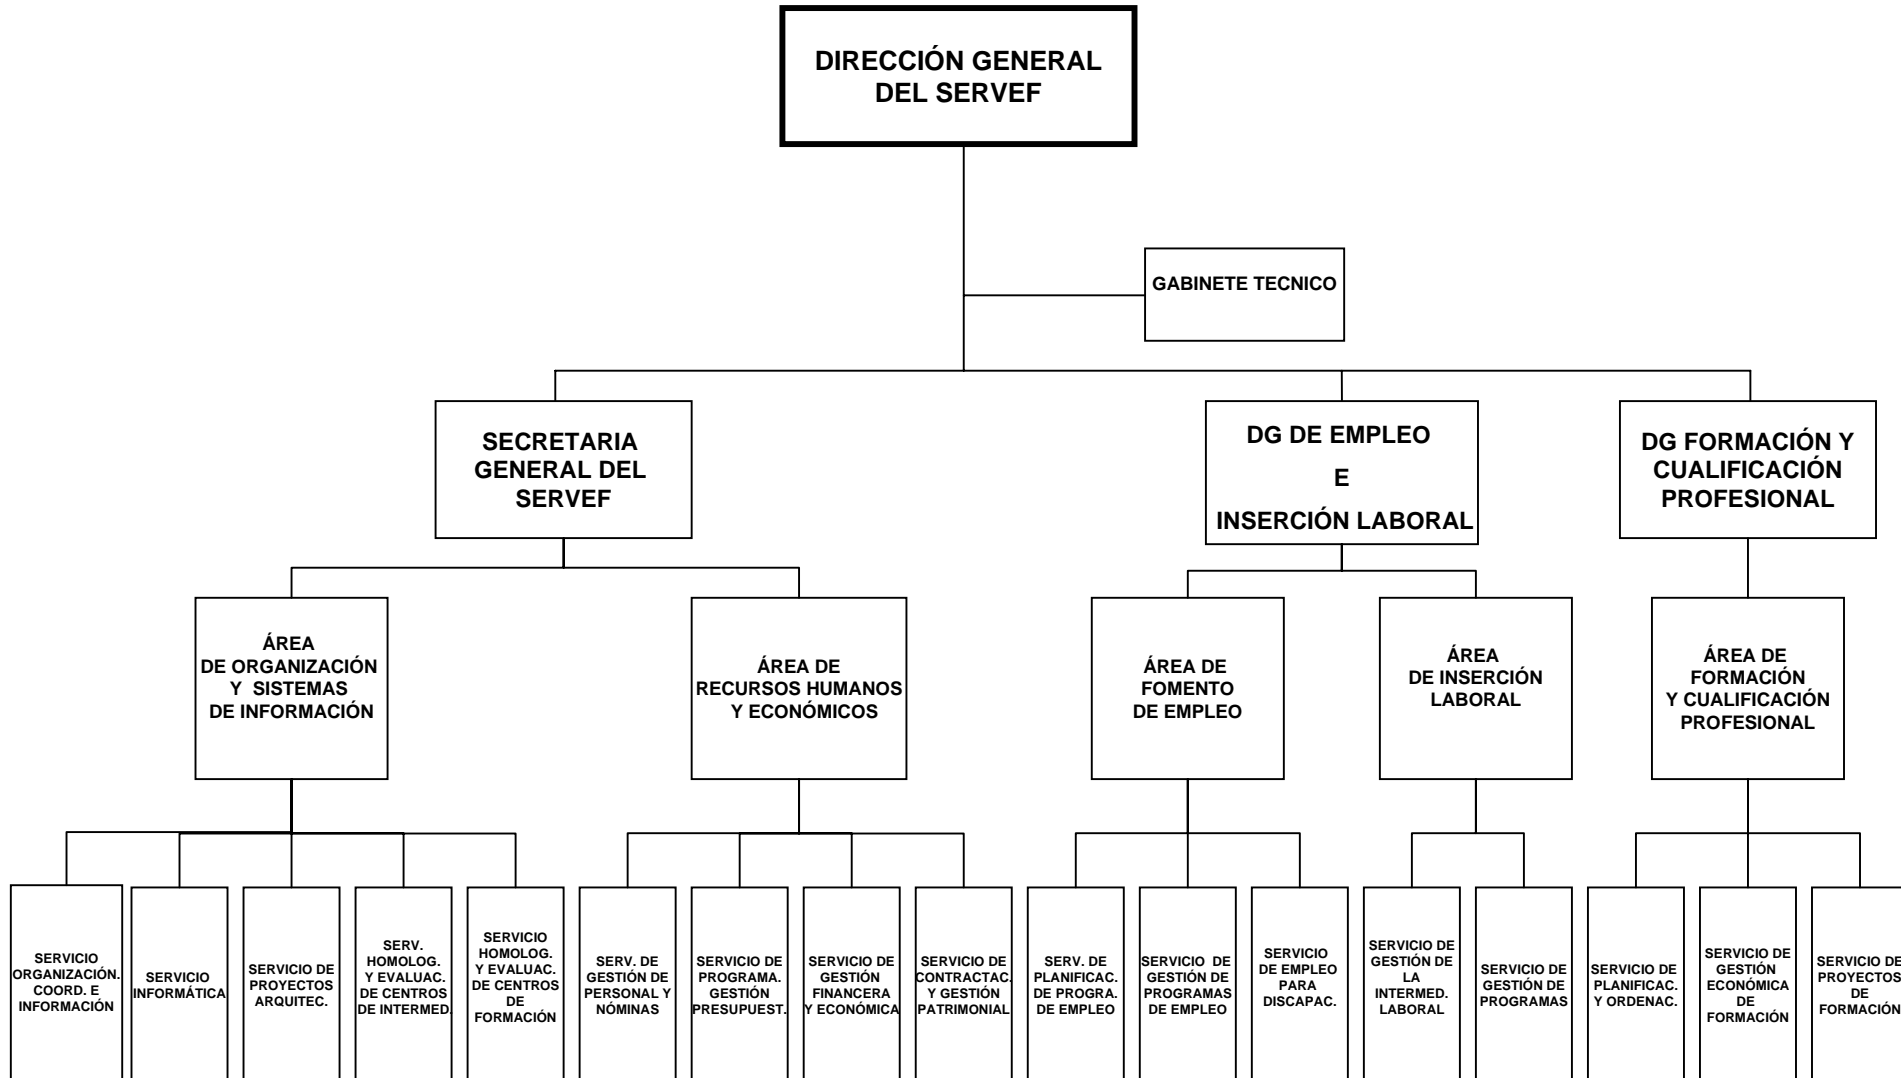 DIRECCIÓN GENERAL
DEL SERVEF
GABINETE TECNICO
SECRETARIA
GENERAL DEL
SERVEF
DG DE EMPLEO
E
INSERCIÓN LABORAL
DG FORMACIÓN Y
CUALIFICACIÓN
PROFESIONAL
ÁREA
DE ORGANIZACIÓN
Y SISTEMAS
DE INFORMACIÓN
ÁREA DE
RECURSOS HUMANOS
Y ECONÓMICOS
ÁREA DE
FOMENTO
DE EMPLEO
ÁREA
DE INSERCIÓN
LABORAL
ÁREA DE
FORMACIÓN
Y CUALIFICACIÓN
PROFESIONAL
SERVICIO
ORGANIZACIÓN.
COORD. E
INFORMACIÓN
SERVICIO
INFORMÁTICA
SERVICIO DE
PROYECTOS
ARQUITEC.
SERV.
HOMOLOG.
Y EVALUAC.
DE CENTROS
DE INTERMED.
SERVICIO
HOMOLOG.
Y EVALUAC.
DE CENTROS
DE
FORMACIÓN
SERV. DE
GESTIÓN DE
PERSONAL Y
NÓMINAS
SERVICIO DE
PROGRAMA.
GESTIÓN
PRESUPUEST.
SERVICIO DE
GESTIÓN
FINANCERA
Y ECONÓMICA
SERVICIO DE
CONTRACTAC.
Y GESTIÓN
PATRIMONIAL
SERV. DE
PLANIFICAC.
DE PROGRA.
DE EMPLEO
SERVICIO DE
GESTIÓN DE
PROGRAMAS
DE EMPLEO
SERVICIO
DE EMPLEO
PARA
DISCAPAC.
SERVICIO DE
GESTIÓN DE
LA
INTERMED.
LABORAL
SERVICIO DE
GESTIÓN DE
PROGRAMAS
SERVICIO DE
PLANIFICAC.
Y ORDENAC.
SERVICIO DE
GESTIÓN
ECONÓMICA
DE
FORMACIÓN
SERVICIO DE
PROYECTOS
DE
FORMACIÓN